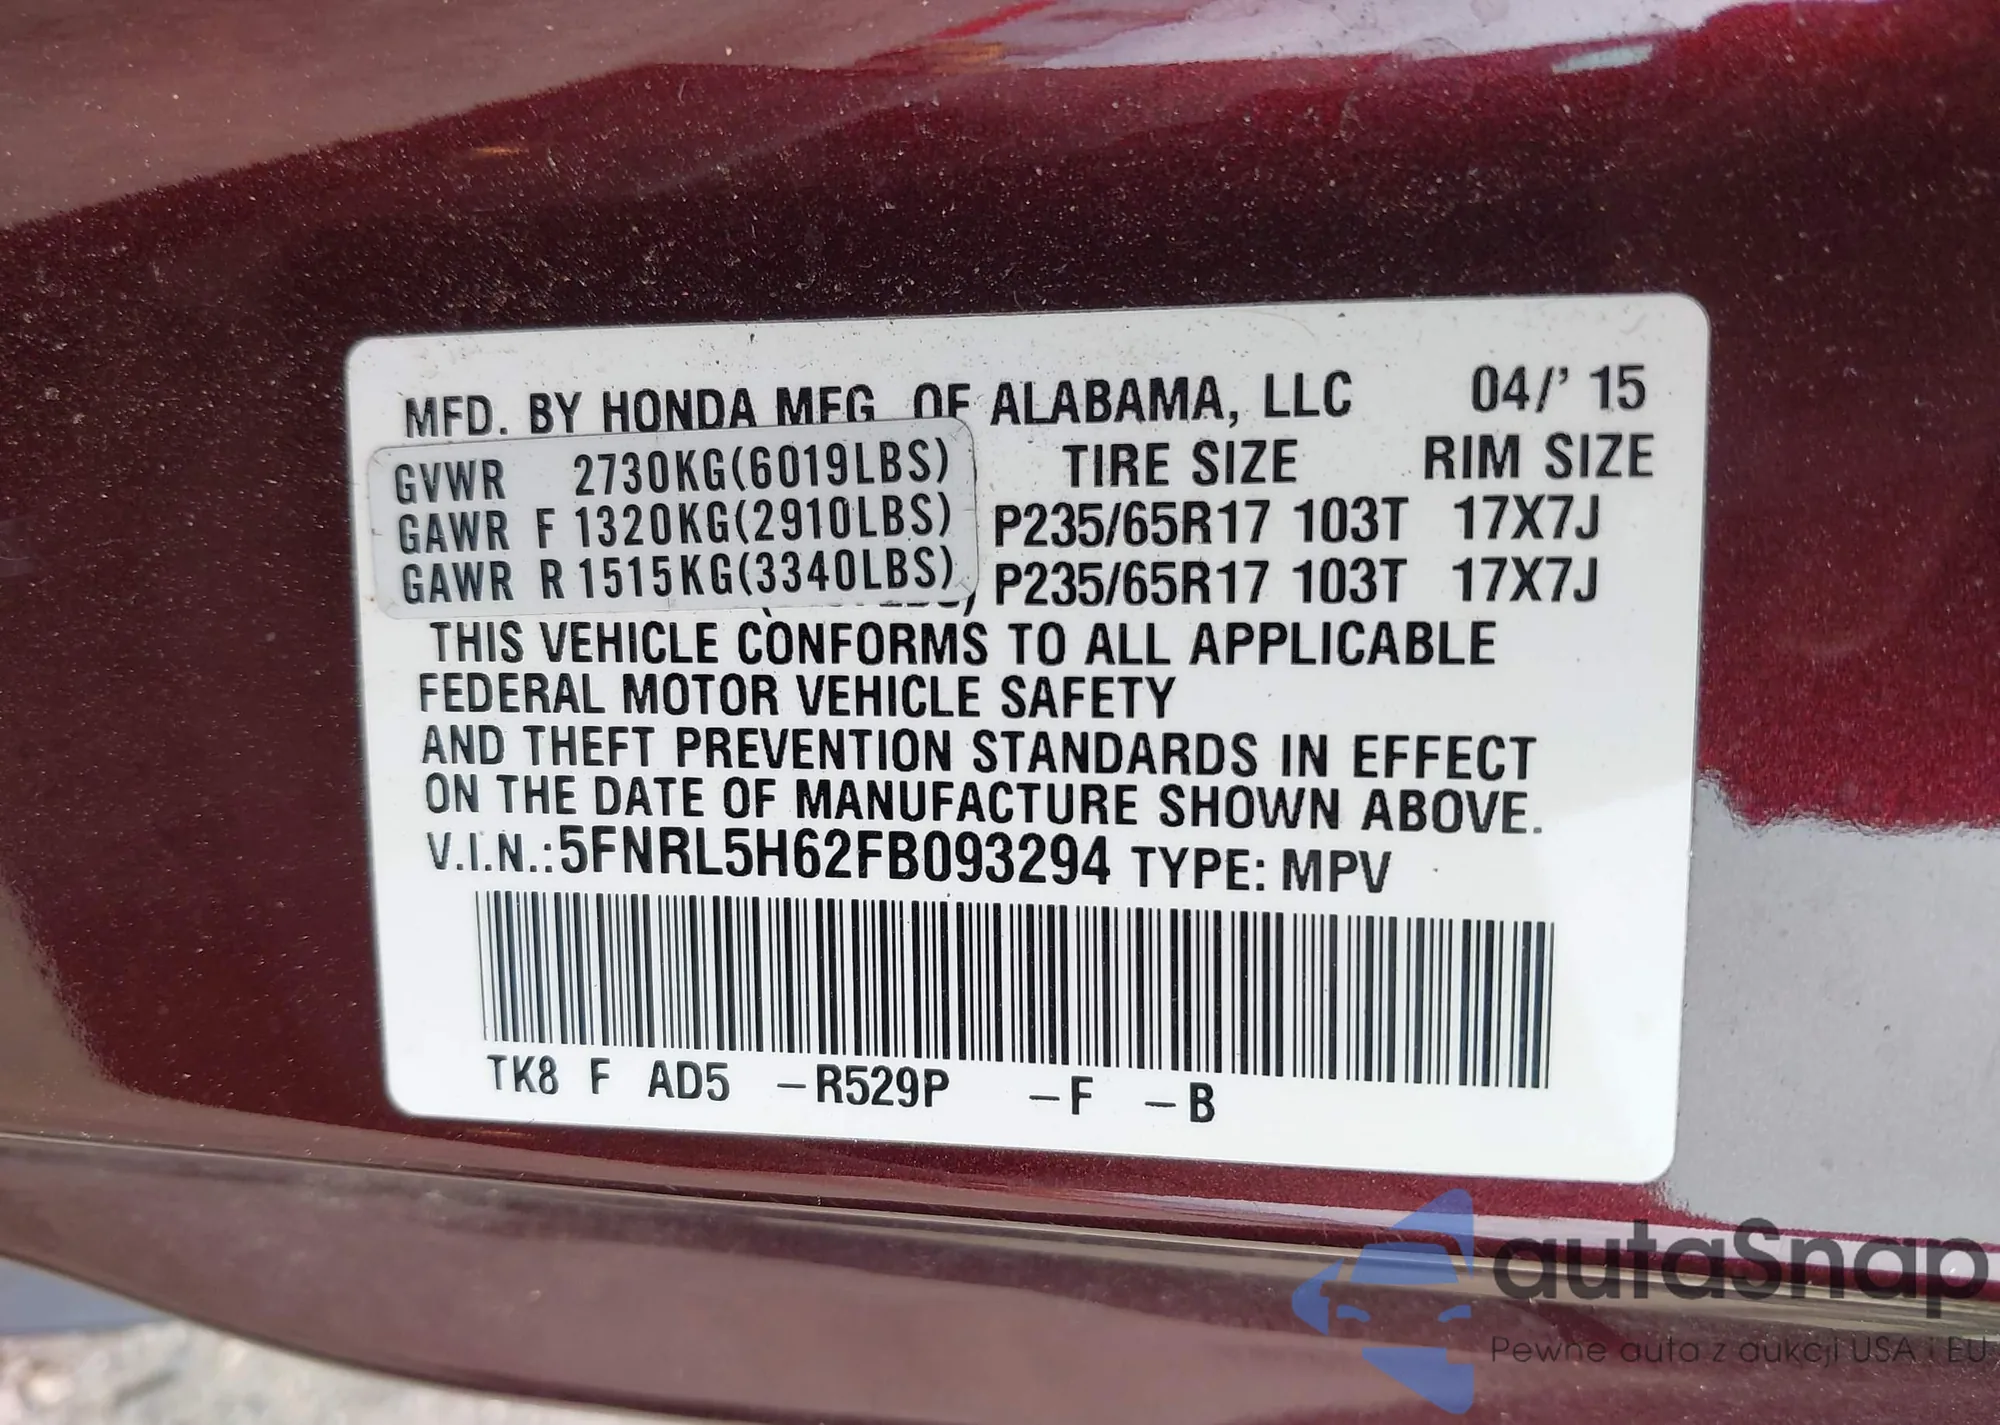 MFD. BY HONDA MFG. OF ALABAMA, LLC 04/' 15
TIRE SIZE RIM SIZE
GVWR 2730KG(6019LBS)
GAWR F 1320KG(2910LBS) P235/65R17 103T 17X7J
GAWR R 1515KG(3340LBS) P235/65R17 103T 17X7J
THIS VEHICLE CONFORMS TO ALL APPLICABLE
FEDERAL MOTOR VEHICLE SAFETY
AND THEFT PREVENTION STANDARDS IN EFFECT
ON THE DATE OF MANUFACTURE SHOWN ABOVE.
V.I.N.:5FNRL5H62FB093294 TYPE: MPV
TK8 F AD5 -R529P -F -B
autaSnap
Pewne auta z aukcji USA i EU